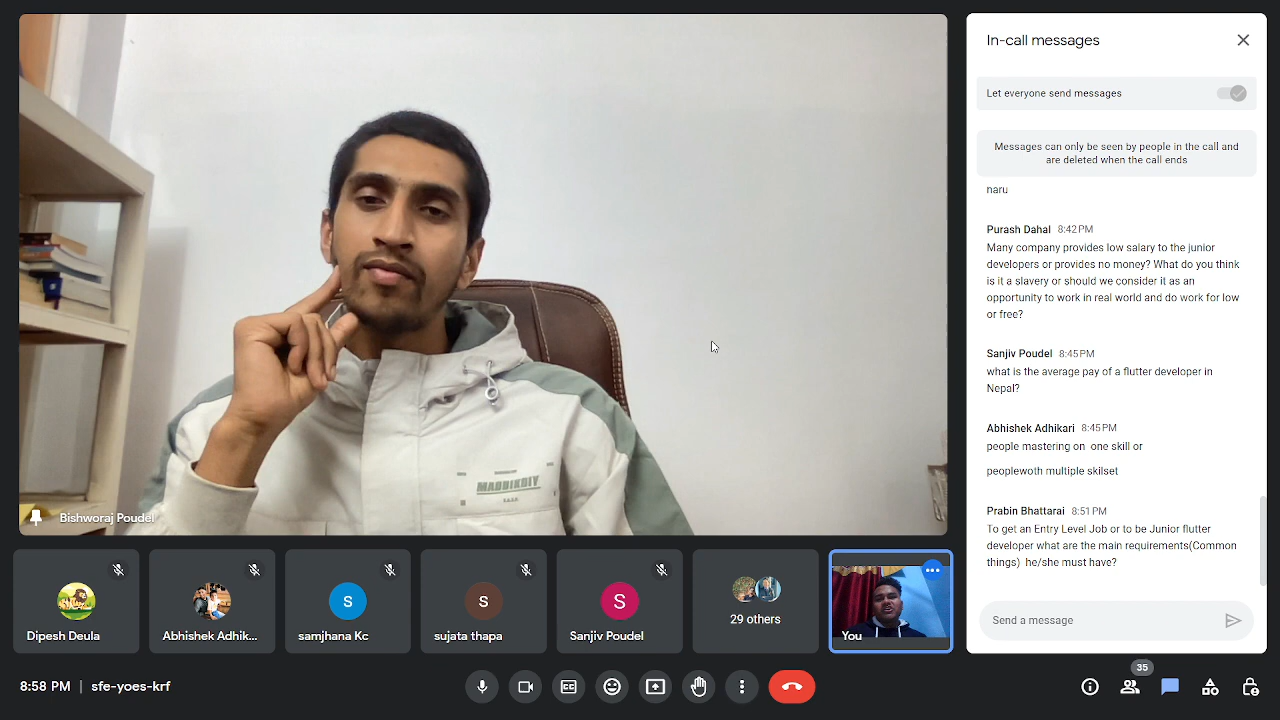 In-call messages
Let everyone send messages
Messages can only be seen by people in the call and
are deleted when the call ends
naru
Purash Dahal 8:42 PM
Many company provides low salary to the junior
developers or provides no money? What do you think
is it a slavery or should we consider it as an
opportunity to work in real world and do work for low
or free?
Sanjiv Poudel 8:45 PM
what is the average pay of a flutter developer in
Nepal?
Abhishek Adhikari 8:45 PM
people mastering on one skill or
peoplewoth multiple skilset
Prabin Bhattarai 8:51 PM
To get an Entry Level Job or to be Junior flutter
developer what are the main requirements(Common
things) he/she must have?
Send a message
MADDIKDIY
Bishworaj Poudel
Dipesh Deula
Abhishek Adhik...
S
samjhana Kc
S
sujata thapa
S
Sanjiv Poudel
29 others
You
8:58 PM | sfe-yoes-krf
CC
35